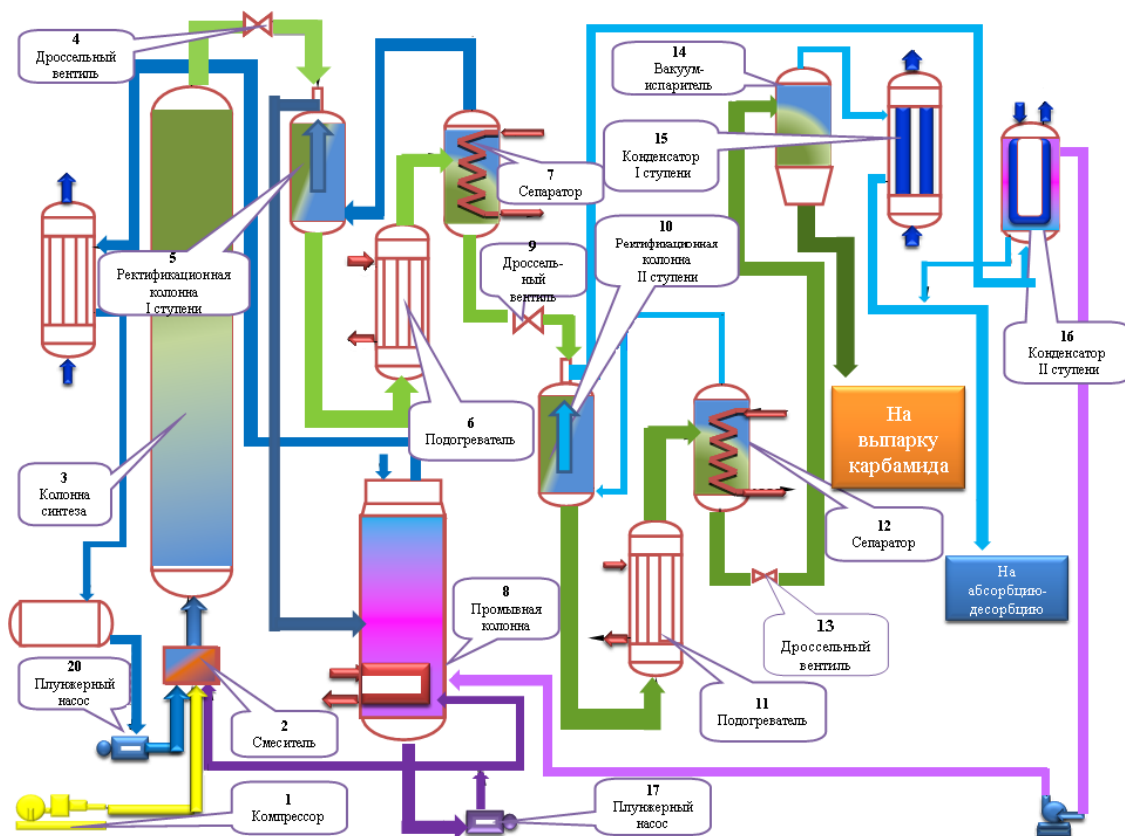 4
Дроссельный
вентиль
14
Вакуум-
испаритель
15
Конденсатор
I ступени
7
Сепаратор
10
Ректификационная
колонна
II ступени
9
Дроссель-
ный
вентиль
5
Ректификационная
колонна
I ступени
16
Конденсатор
II ступени
6
Подогреватель
На
выпарку
карбамида
3
Колонна
синтеза
12
Сепаратор
На
абсорбцию-
десорбцию
8
Промывная
колонна
13
Дроссельный
вентиль
20
Плунжерный
насос
11
Подогреватель
2
Смеситель
17
Плунжерный
насос
1
Компрессор